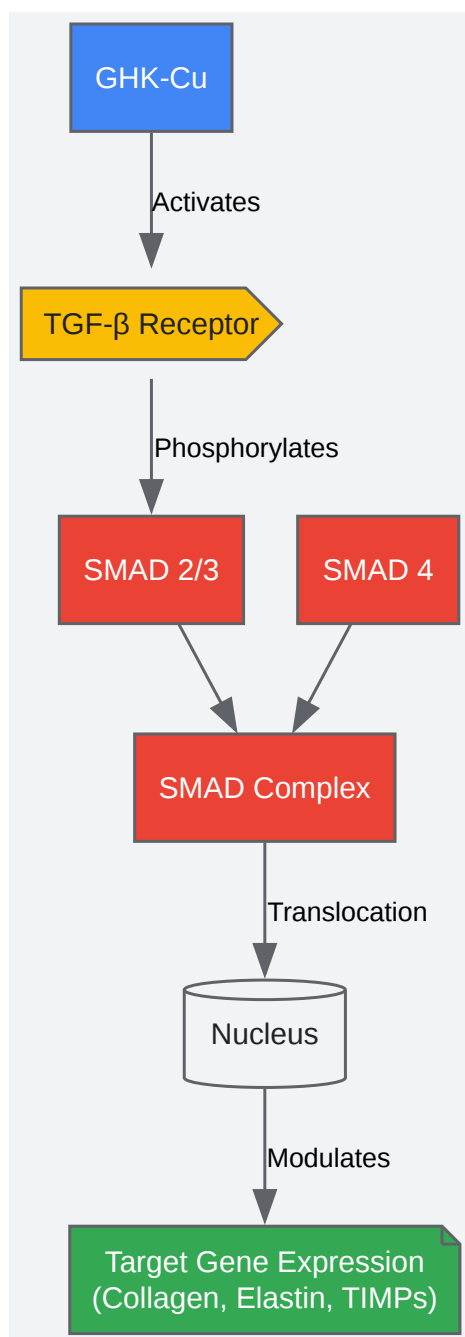 GHK-Cu
Activates
TGF-β Receptor
Phosphorylates
SMAD 2/3
SMAD 4
SMAD Complex
Translocation
Nucleus
Modulates
Target Gene Expression
(Collagen, Elastin, TIMPs)